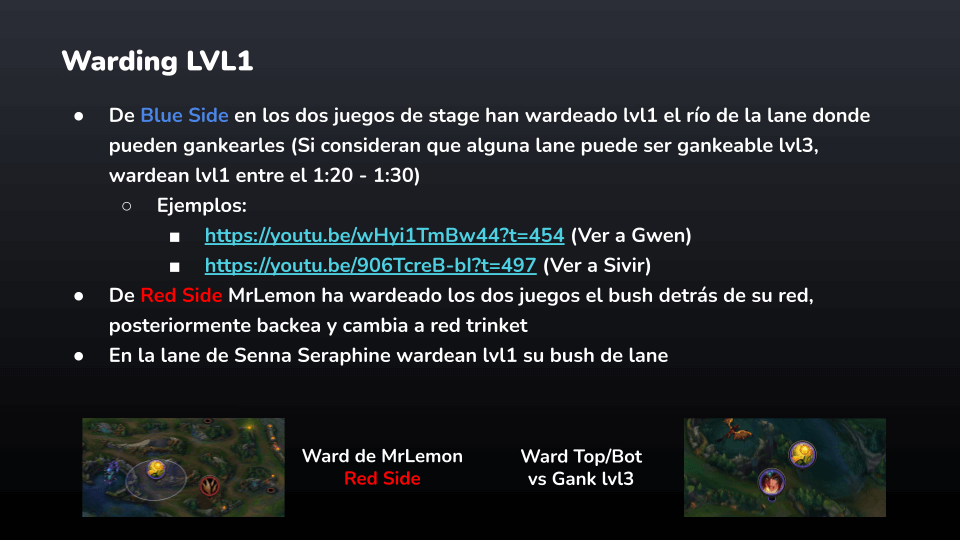 Warding LVL1
● De Blue Side en los dos juegos de stage han wardeado lvl1 el río de la lane donde
pueden gankearles (Si consideran que alguna lane puede ser gankeable lvl3,
wardean lvl1 entre el 1:20 - 1:30)
○ Ejemplos:
■ https://youtu.be/wHyi1TmBw44?t=454 (Ver a Gwen)
■ https://youtu.be/906TcreB-bI?t=497 (Ver a Sivir)
● De Red Side MrLemon ha wardeado los dos juegos el bush detrás de su red,
posteriormente backea y cambia a red trinket
● En la lane de Senna Seraphine wardean lvl1 su bush de lane
Ward de MrLemon
Red Side
Ward Top/Bot
vs Gank lvl3